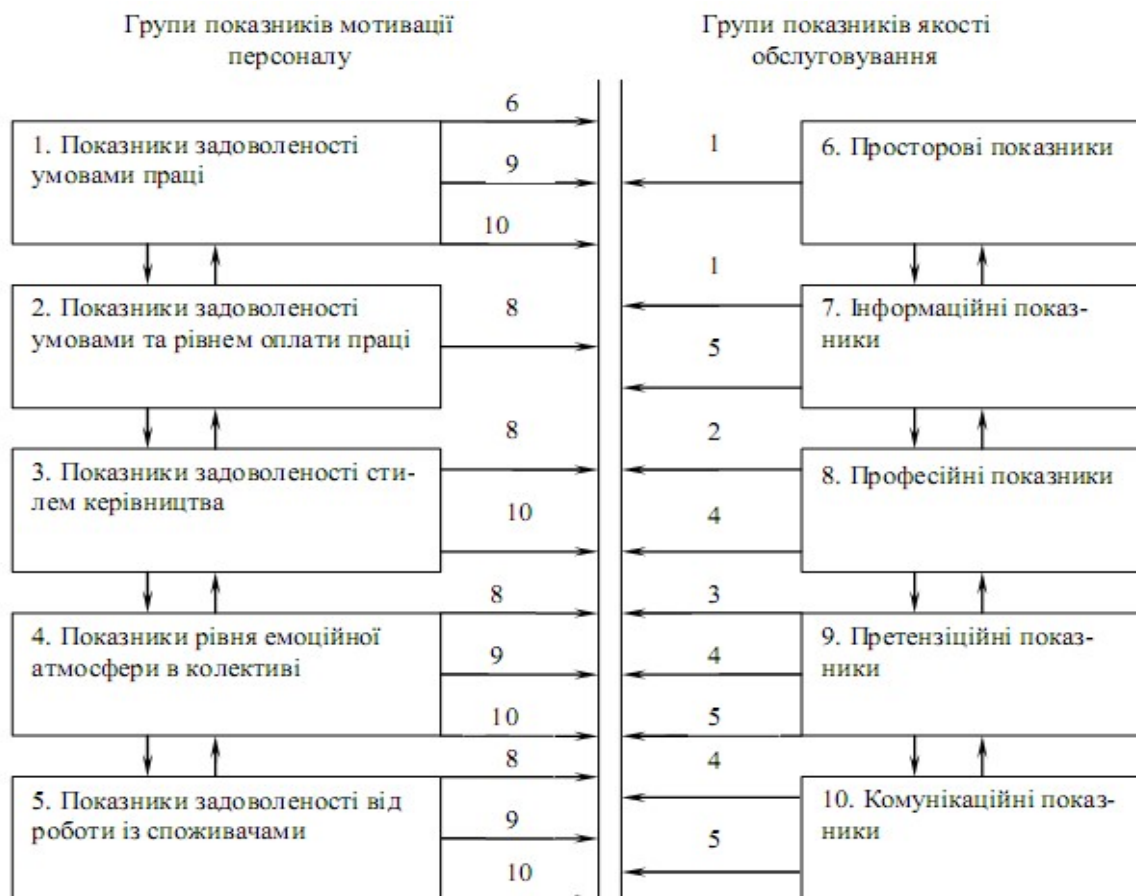 Групи показників мотивації
персоналу
Групи показників якості
обслуговування
1. Показники задоволеності
умовами праці
6
9
10
1
6. Просторові показники
2. Показники задоволеності
умовами та рівнем оплати праці
8
1
5
7. Інформаційні показ-
ники
3. Показники задоволеності сти-
лем керівництва
8
10
2
4
8. Професійні показники
4. Показники рівня емоційної
атмосфери в колективі
8
9
10
3
4
5
9. Претензіційні показ-
ники
5. Показники задоволеності від
роботи із споживачами
8
9
10
4
5
10. Комунікаційні показ-
ники